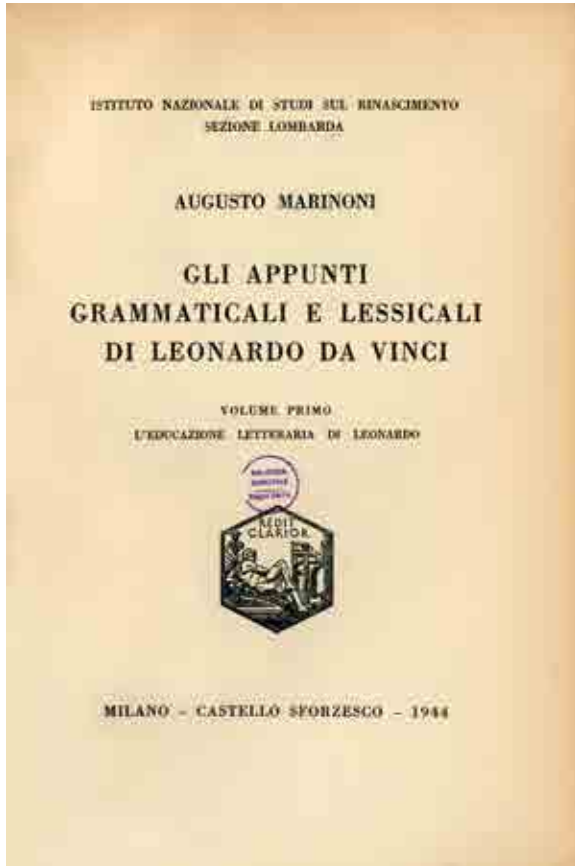 ISTITUTO NAZIONALE DI STUDI SUL RINASCIMENTO
SEZIONE LOMBARDA
AUGUSTO MARINONI
GLI APPUNTI
GRAMMATICALI E LESSICALI
DI LEONARDO DA VINCI
VOLUME PRIMO
L'EDUCAZIONE LETTERARIA DI LEONARDO
REDIT
CLARIOR
MILANO – CASTELLO SFORZESCO – 1944